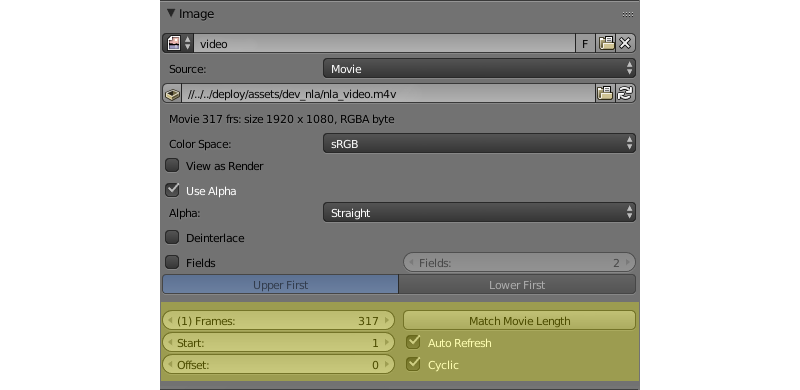 Image
video F
Source: Movie
//../../deploy/assets/dev_nla/nla_video.m4v
Movie 317 frs: size 1920 x 1080, RGBA byte
Color Space: sRGB
View as Render
Use Alpha
Alpha: Straight
Deinterlace
Fields Fields: 2
Upper First Lower First
(1) Frames: 317 Match Movie Length
Start: 1 Auto Refresh
Offset: 0 Cyclic